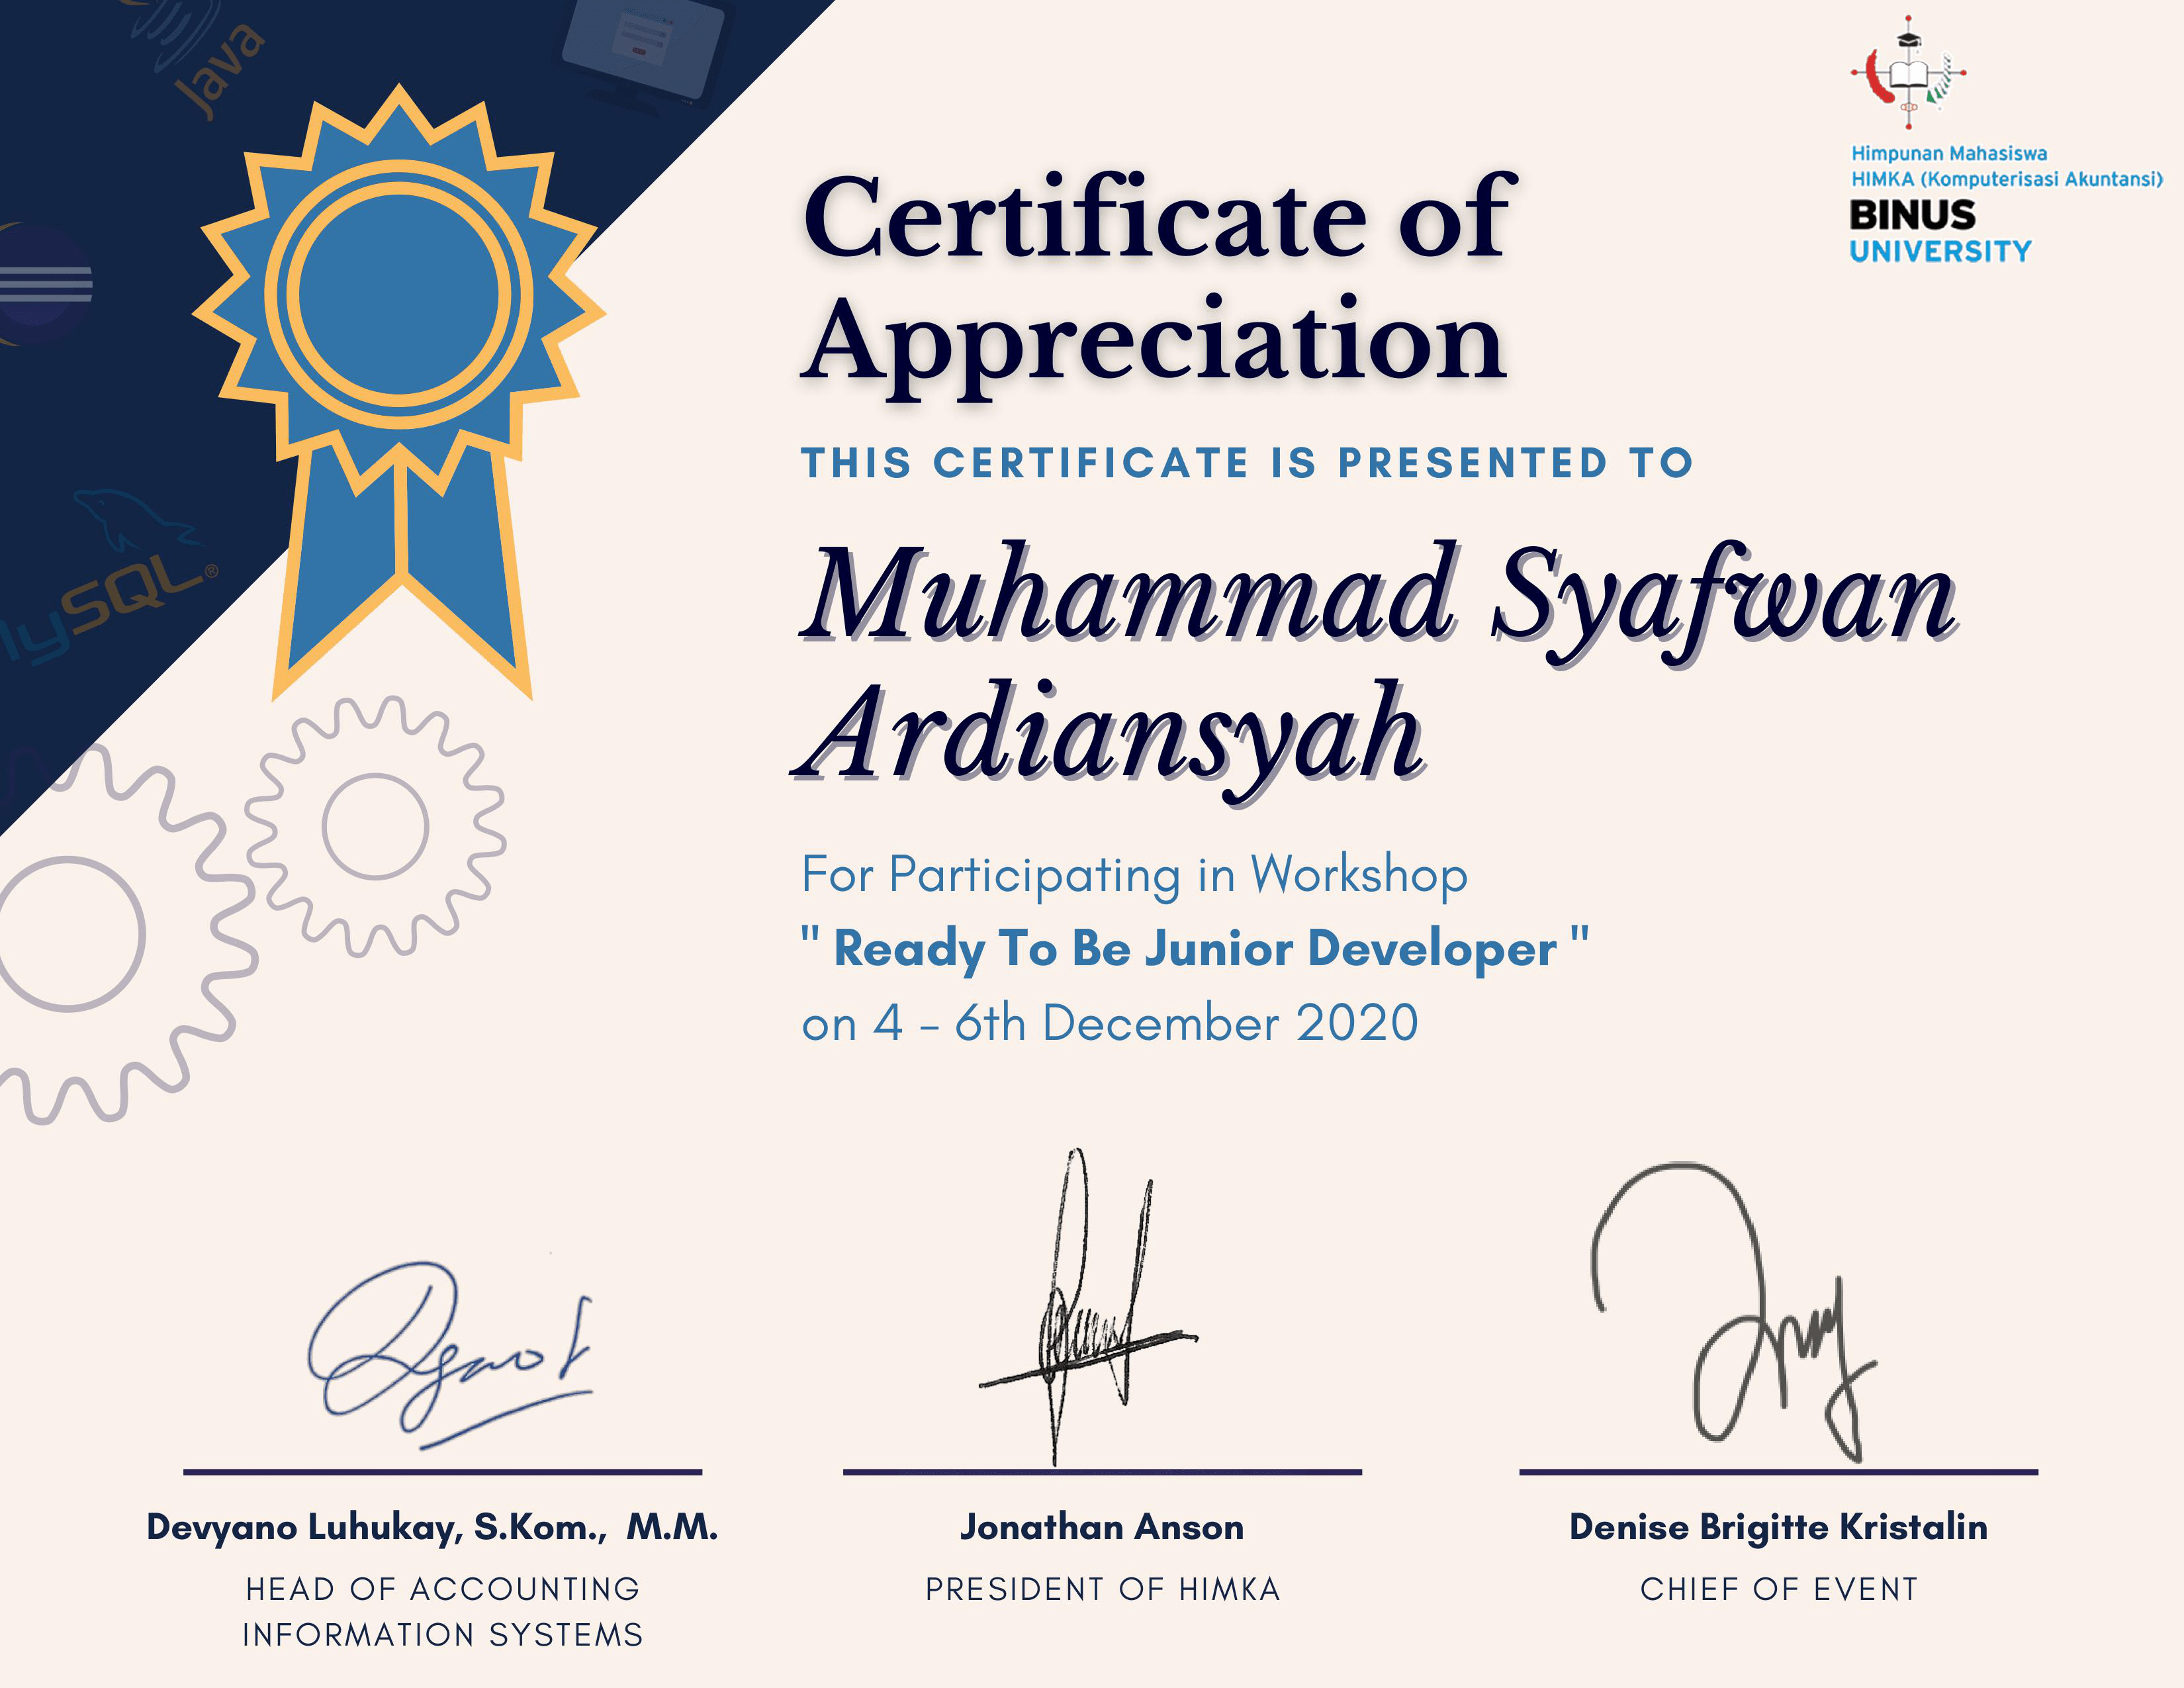 Java
Himpunan Mahasiswa
HIMKA (Komputerisasi Akuntansi)
BINUS
UNIVERSITY
Certificate of
Appreciation
THIS CERTIFICATE IS PRESENTED TO
Muhammad Syafwan
Ardiansyah
MySQL®
For Participating in Workshop
" Ready To Be Junior Developer "
on 4 - 6th December 2020
Devyano Luhukay, S.Kom., M.M.
HEAD OF ACCOUNTING
INFORMATION SYSTEMS
Jonathan Anson
PRESIDENT OF HIMKA
Denise Brigitte Kristalin
CHIEF OF EVENT